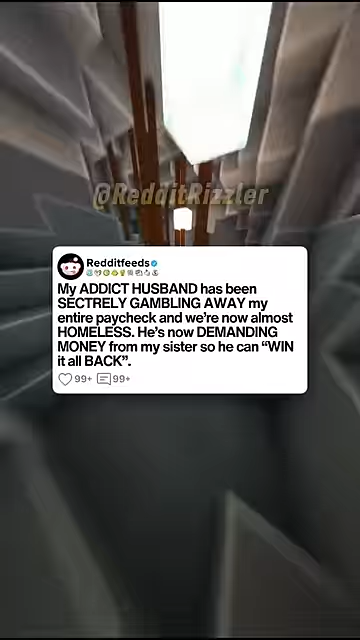 @RedditRizzler
Redditfeeds
My ADDICT HUSBAND has been
SECTRELY GAMBLING AWAY my
entire paycheck and we're now almost
HOMELESS. He's now DEMANDING
MONEY from my sister so he can “WIN
it all BACK”.
99+ 99+